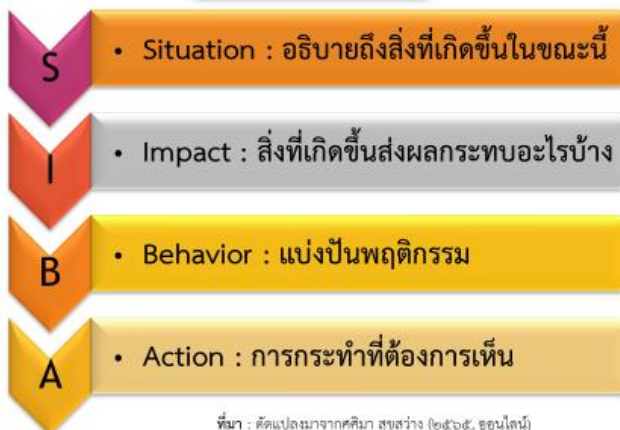 S
• Situation : อธิบายถึงสิ่งที่เกิดขึ้นในขณะนี้
I
• Impact : สิ่งที่เกิดขึ้นส่งผลกระทบอะไรบ้าง
B
• Behavior : แบ่งปันพฤติกรรม
A
• Action : การกระทำที่ต้องการเห็น
ที่มา : ดัดแปลงมาจากศศิมา สุขสว่าง (๒๕๖๕, ออนไลน์)